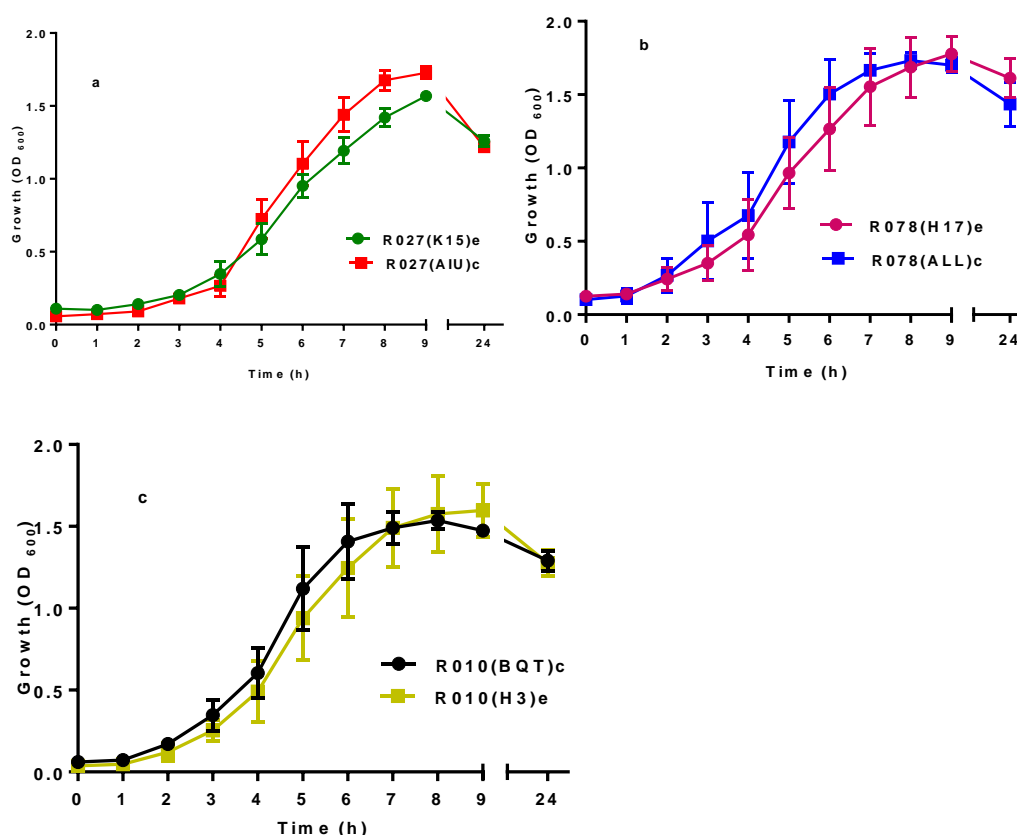 a
2.0
1.5
1.0
0.5
0.0
Growth (OD 600)
R027(K15)e
R027(AIU)c
0 1 2 3 4 5 6 7 8 9 24
Time (h)
b
2.0
1.5
1.0
0.5
0.0
Growth (OD 600)
R078(H17)e
R078(ALL)c
0 1 2 3 4 5 6 7 8 9 24
Time (h)
c
2.0
1.5
1.0
0.5
0.0
Growth (OD 600)
R010(BQT)c
R010(H3)e
0 1 2 3 4 5 6 7 8 9 24
Time (h)